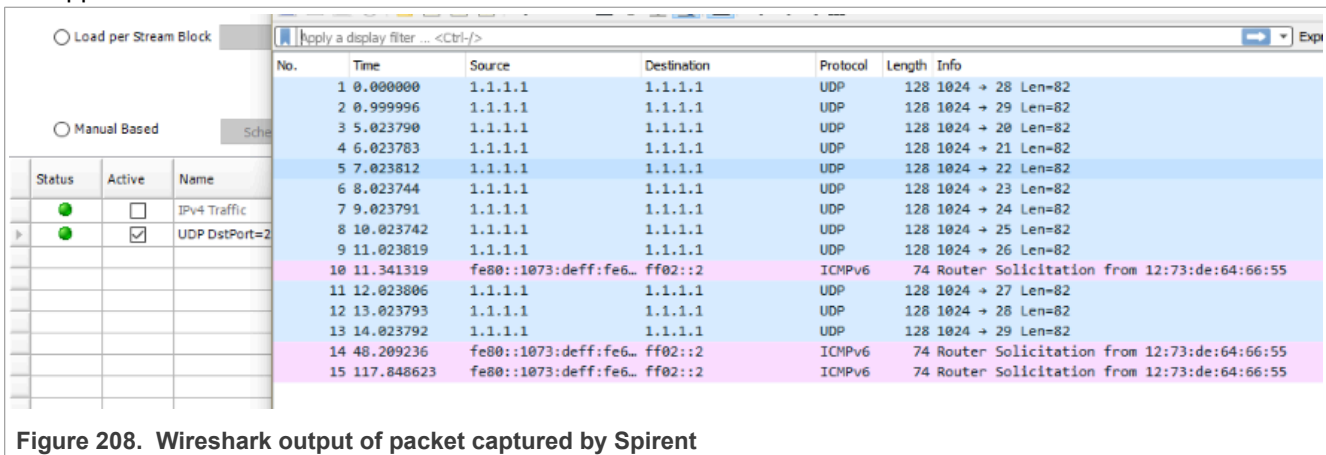 Load per Stream Block
Apply a display filter ... <Ctrl-/>
No. Time Source Destination Protocol Length Info
1 0.000000 1.1.1.1 1.1.1.1 UDP 128 1024 → 28 Len=82
2 0.999996 1.1.1.1 1.1.1.1 UDP 128 1024 → 29 Len=82
Manual Based
3 5.023790 1.1.1.1 1.1.1.1 UDP 128 1024 → 20 Len=82
4 6.023783 1.1.1.1 1.1.1.1 UDP 128 1024 → 21 Len=82
Status Active Name
5 7.023812 1.1.1.1 1.1.1.1 UDP 128 1024 → 22 Len=82
6 8.023744 1.1.1.1 1.1.1.1 UDP 128 1024 → 23 Len=82
IPv4 Traffic
7 9.023791 1.1.1.1 1.1.1.1 UDP 128 1024 → 24 Len=82
UDP DstPort=2
8 10.023742 1.1.1.1 1.1.1.1 UDP 128 1024 → 25 Len=82
9 11.023819 1.1.1.1 1.1.1.1 UDP 128 1024 → 26 Len=82
10 11.341319 fe80::1073:deff:fe6… ff02::2 ICMPv6 74 Router Solicitation from 12:73:de:64:66:55
11 12.023806 1.1.1.1 1.1.1.1 UDP 128 1024 → 27 Len=82
12 13.023793 1.1.1.1 1.1.1.1 UDP 128 1024 → 28 Len=82
13 14.023792 1.1.1.1 1.1.1.1 UDP 128 1024 → 29 Len=82
14 48.209236 fe80::1073:deff:fe6… ff02::2 ICMPv6 74 Router Solicitation from 12:73:de:64:66:55
15 117.848623 fe80::1073:deff:fe6… ff02::2 ICMPv6 74 Router Solicitation from 12:73:de:64:66:55
Figure 208. Wireshark output of packet captured by Spirent